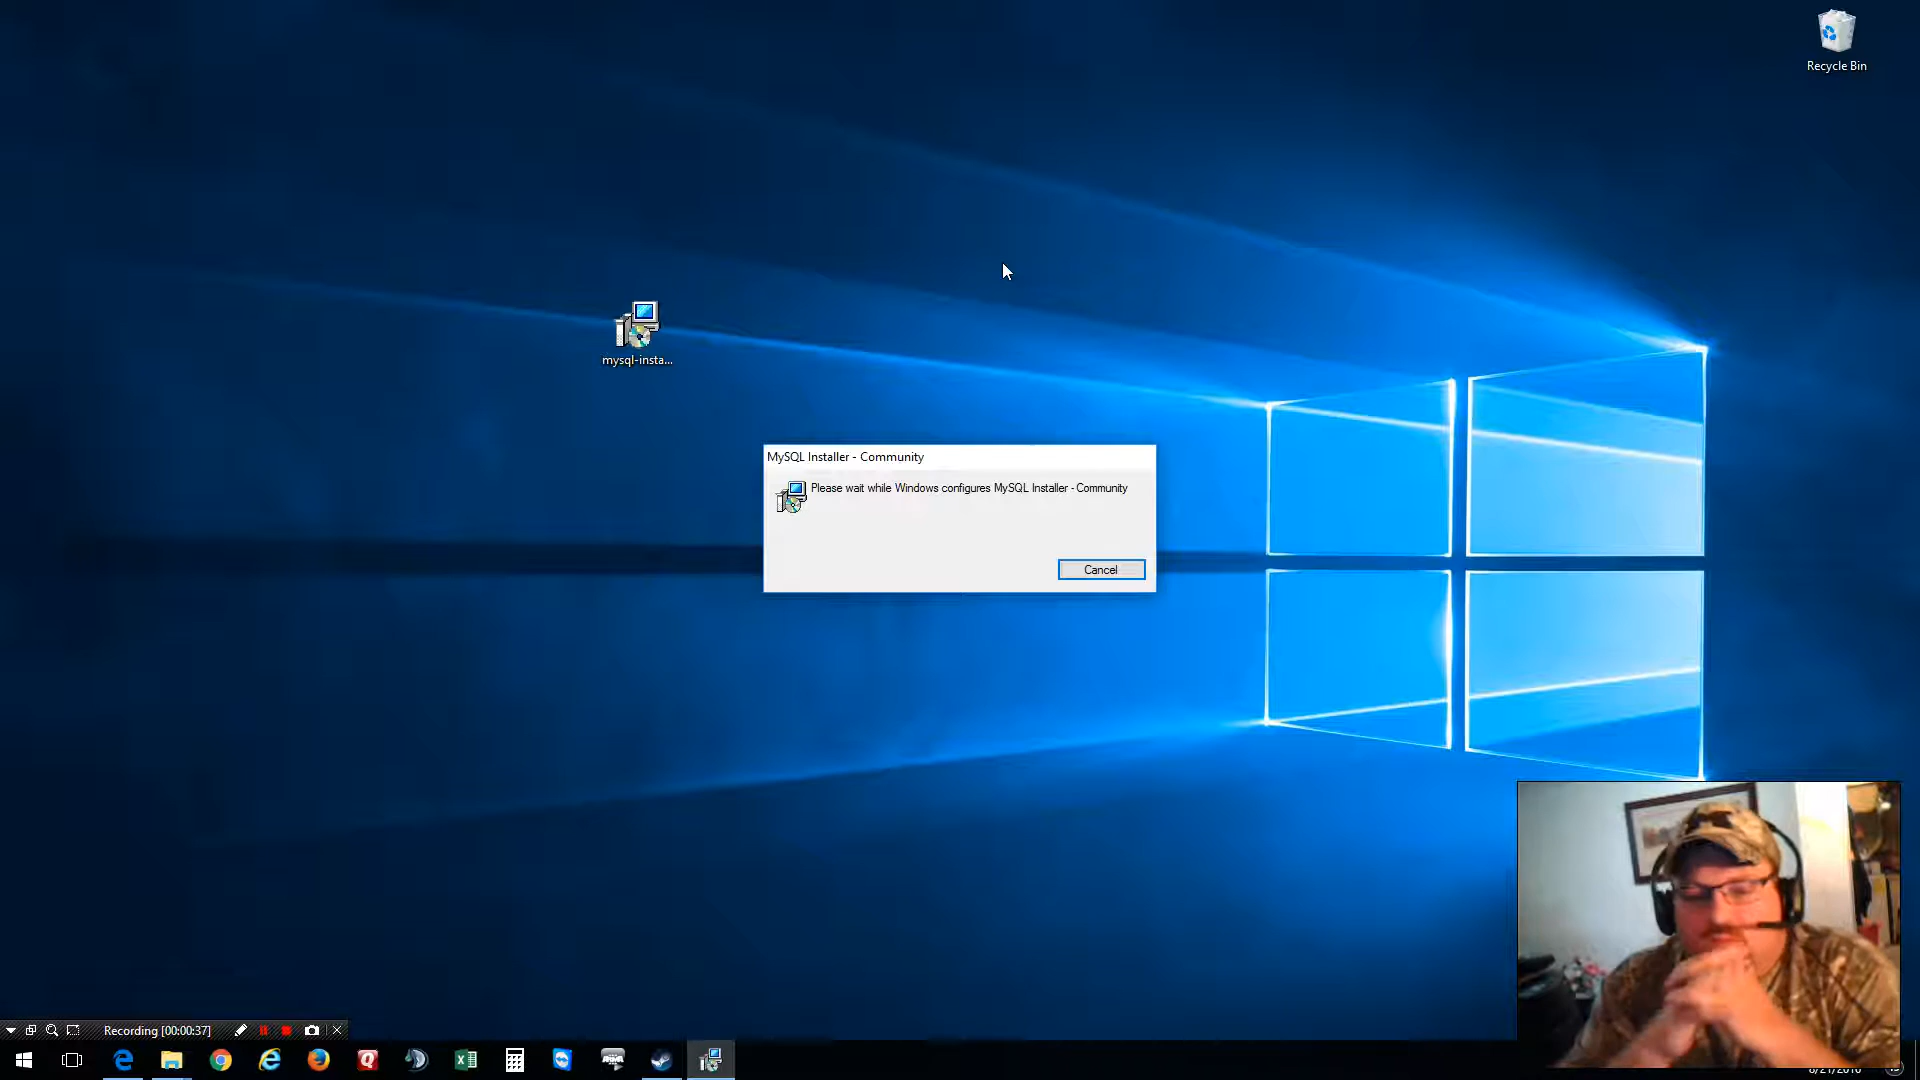 Recycle Bin
mysql-insta...
MySQL Installer - Community
Please wait while Windows configures MySQL Installer - Community
Cancel
Recording [00:00:37]